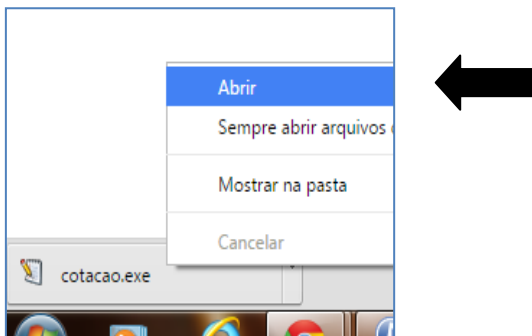 Abrir
Sempre abrir arquivos
Mostrar na pasta
Cancelar
cotacao.exe